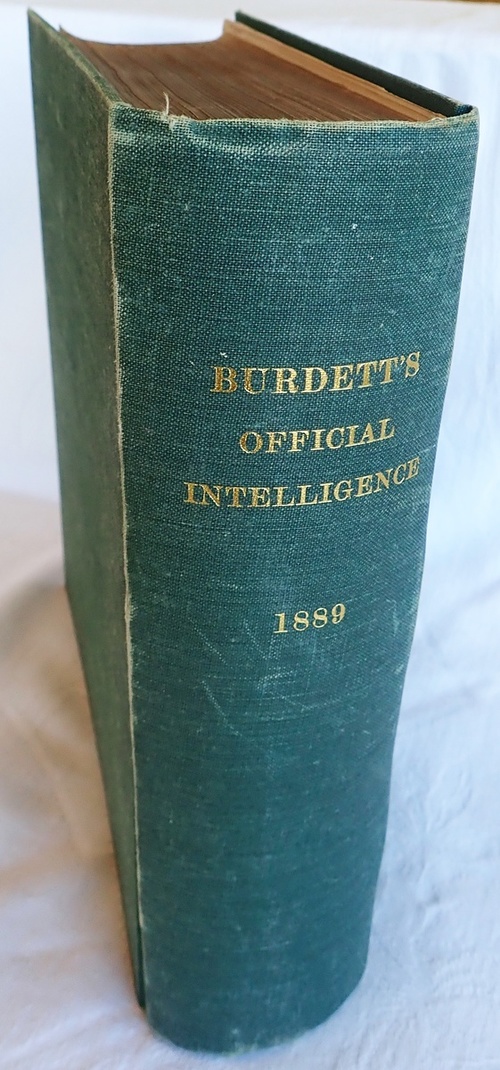 BURDETT'S
OFFICIAL
INTELLIGENCE
1889